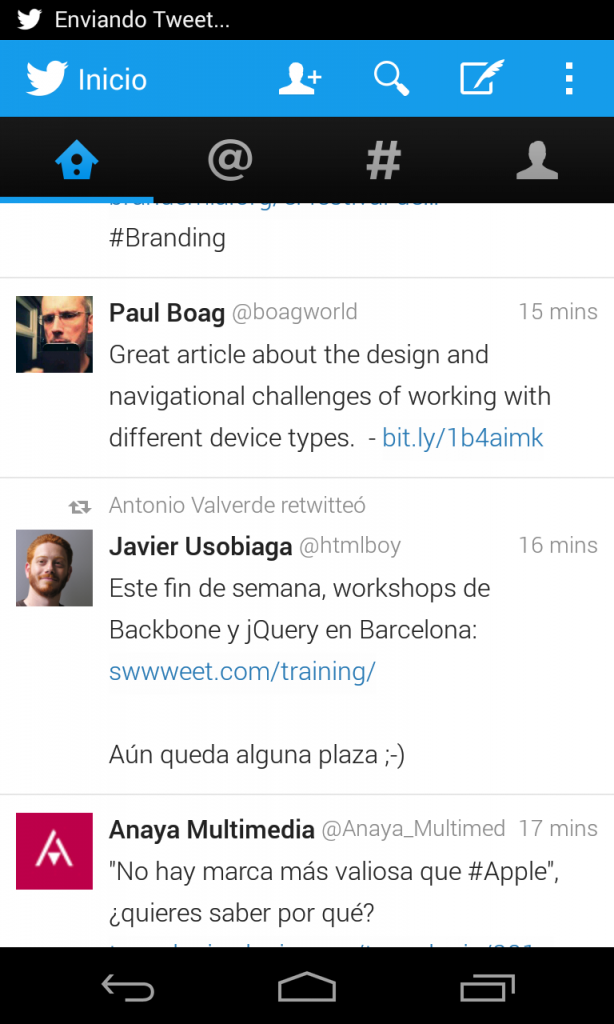 Enviando Tweet...
Inicio
@ #
#Branding
Paul Boag @boagworld 15 mins
Great article about the design and
navigational challenges of working with
different device types. - bit.ly/1b4aimk
Antonio Valverde retwitteó
Javier Usobiaga @htmlboy 16 mins
Este fin de semana, workshops de
Backbone y jQuery en Barcelona:
swwweet.com/training/
Aún queda alguna plaza ;-)
Anaya Multimedia @Anaya_Multimed 17 mins
"No hay marca más valiosa que #Apple",
¿quieres saber por qué?